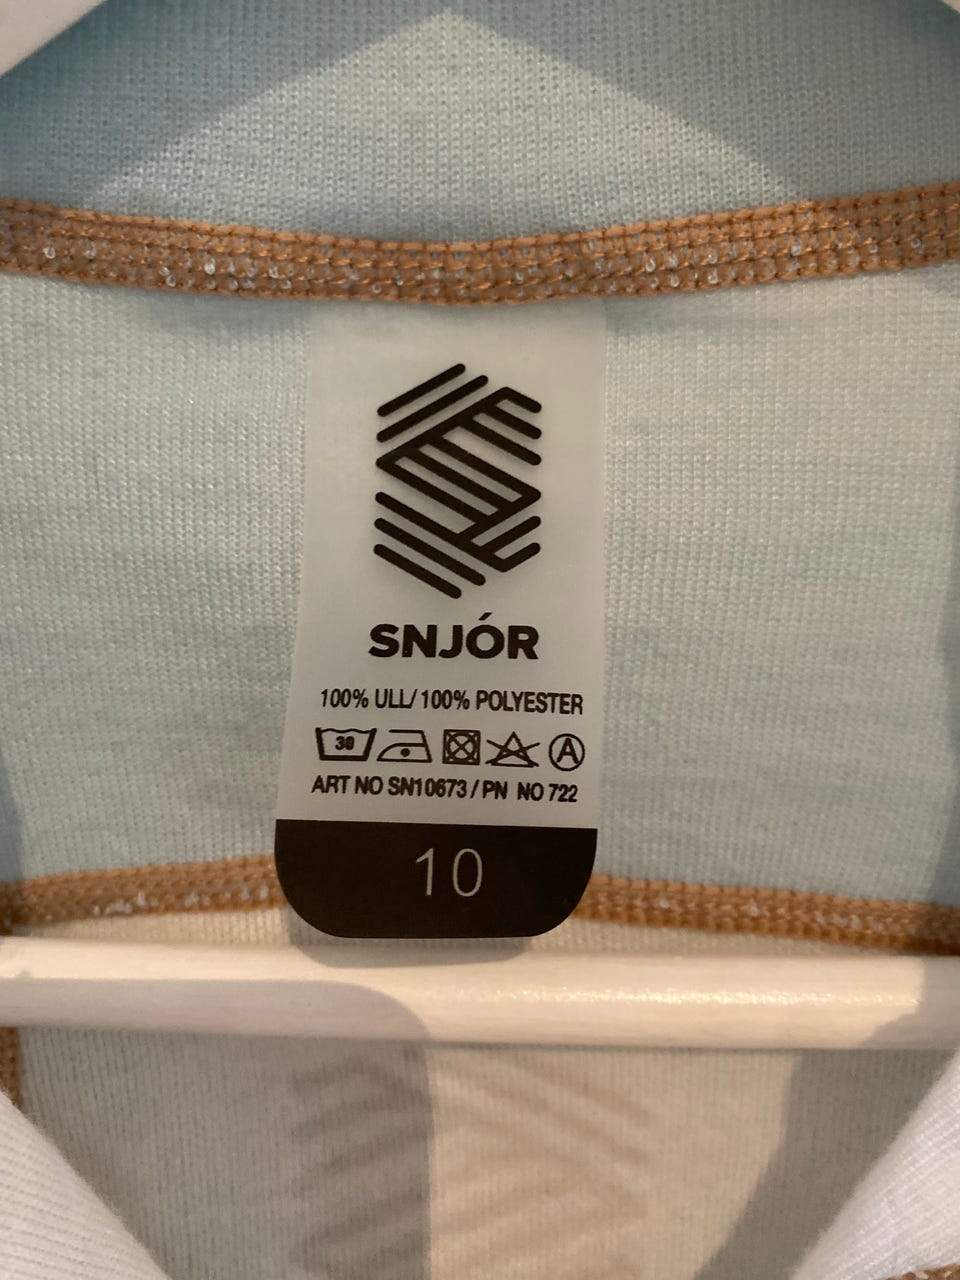 SNJÓR
100% ULL/100% POLYESTER
30 A
ART NO SN10673/PN NO 722
10